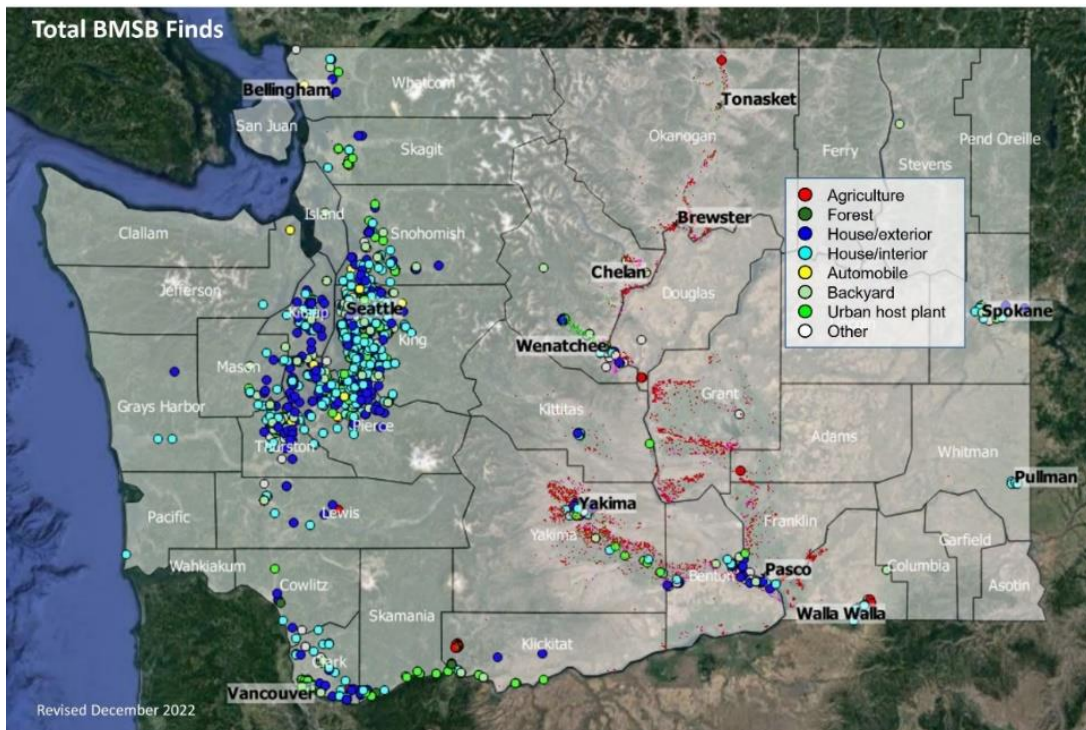 Total BMSB Finds
Whatcom
Bellingham
San Juan
Tonasket
Okanogan
Ferry
Stevens
Pend Oreille
Skagit
Island
Clallam
Snohomish
Brewster
Chelan
Douglas
Agriculture
Forest
House/exterior
House/interior
Automobile
Backyard
Urban host plant
Other
Jefferson
Kitsap
Seattle
King
Spokane
Wenatchee
Mason
Grays Harbor
Kittitas
Grant
Adams
Whitman
Pierce
Thurston
Pullman
Pacific
Lewis
Yakima
Yakima
Franklin
Garfield
Wahkiakum
Cowlitz
Skamania
Benton
Pasco
Columbia
Asotin
Walla Walla
Klickitat
Clark
Vancouver
Revised December 2022